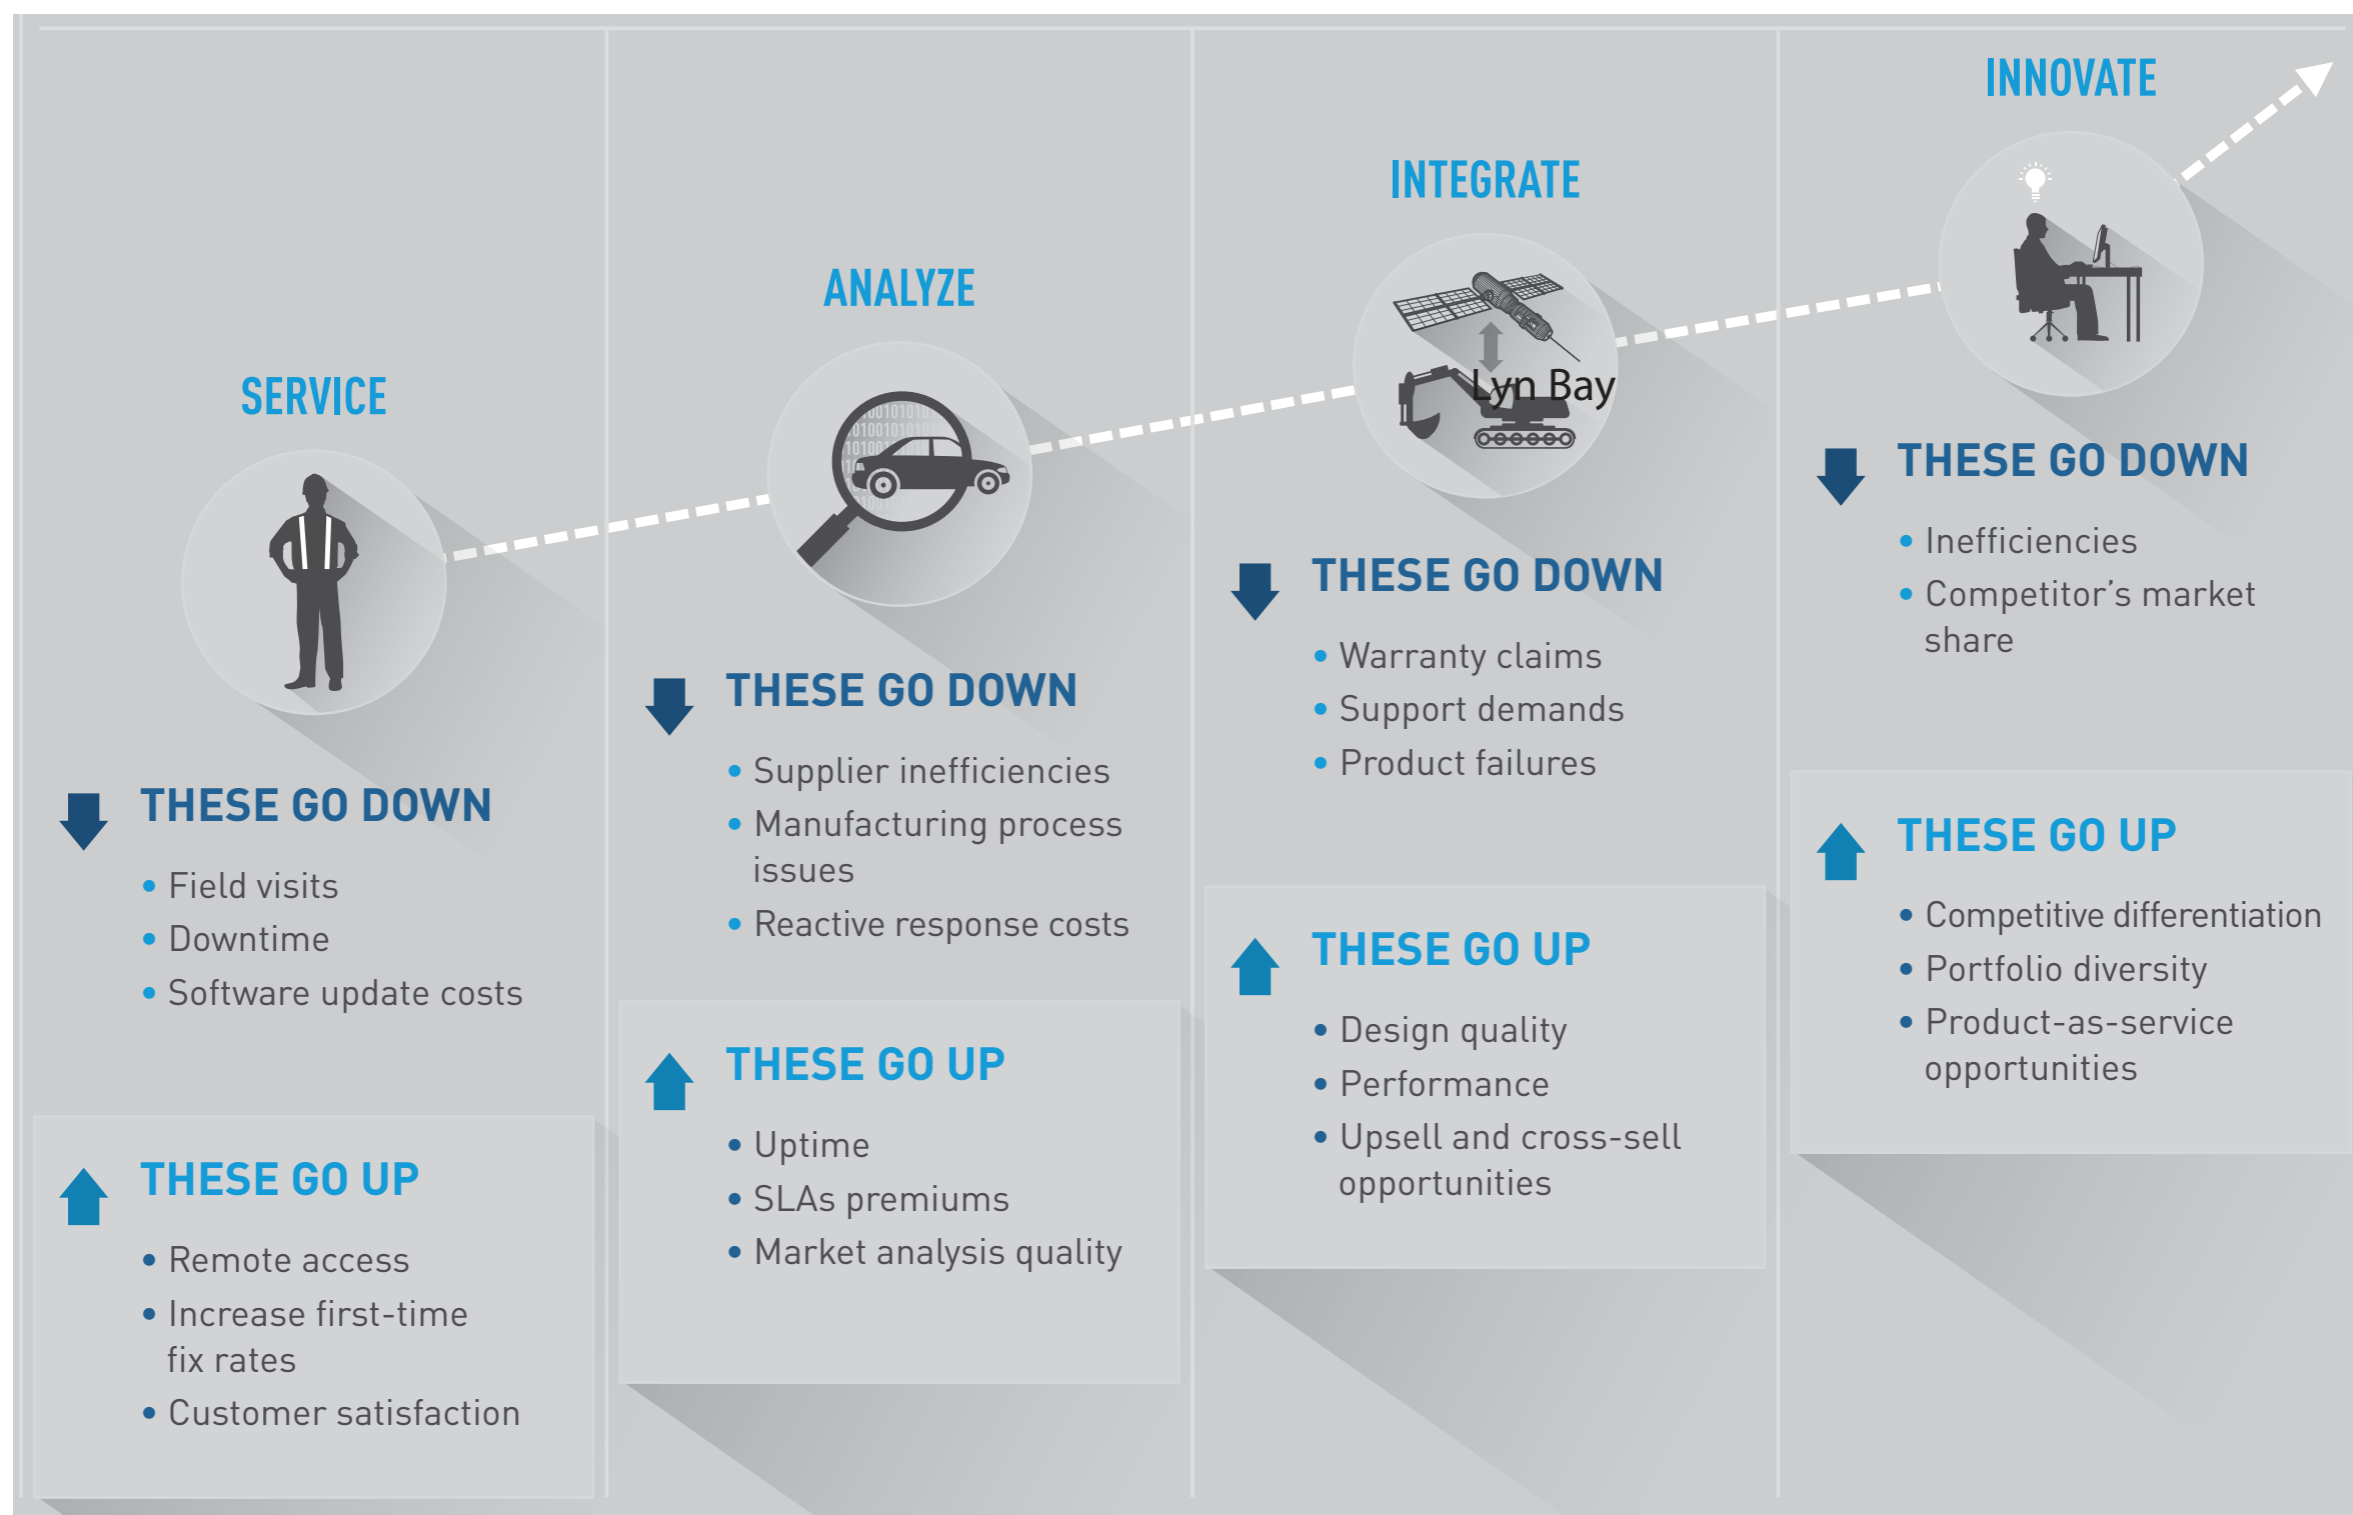 SERVICE
THESE GO DOWN
• Field visits
• Downtime
• Software update costs
THESE GO UP
• Remote access
• Increase first-time
fix rates
• Customer satisfaction
ANALYZE
THESE GO DOWN
• Supplier inefficiencies
• Manufacturing process
issues
• Reactive response costs
THESE GO UP
• Uptime
• SLAs premiums
• Market analysis quality
INTEGRATE
Lyn Bay
THESE GO DOWN
• Warranty claims
• Support demands
• Product failures
THESE GO UP
• Design quality
• Performance
• Upsell and cross-sell
opportunities
INNOVATE
THESE GO DOWN
• Inefficiencies
• Competitor’s market
share
THESE GO UP
• Competitive differentiation
• Portfolio diversity
• Product-as-service
opportunities